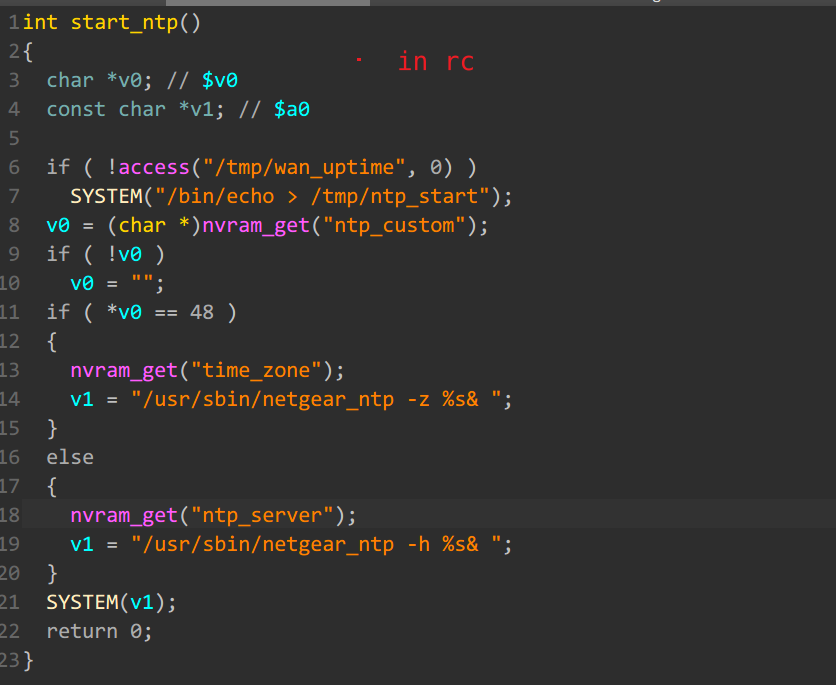 1 int start_ntp()
2 {
in rc
3 char *v0; // $v0
4 const char *v1; // $a0
5
6 if ( !access("/tmp/wan_uptime", 0) )
7 SYSTEM("/bin/echo > /tmp/ntp_start");
8 v0 = (char *)nvram_get("ntp_custom");
9 if ( !v0 )
10 v0 = "";
11 if ( *v0 == 48 )
12 {
13 nvram_get("time_zone");
14 v1 = "/usr/sbin/netgear_ntp -z %s& ";
15 }
16 else
17 {
18 nvram_get("ntp_server");
19 v1 = "/usr/sbin/netgear_ntp -h %s& ";
20 }
21 SYSTEM(v1);
22 return 0;
23 }